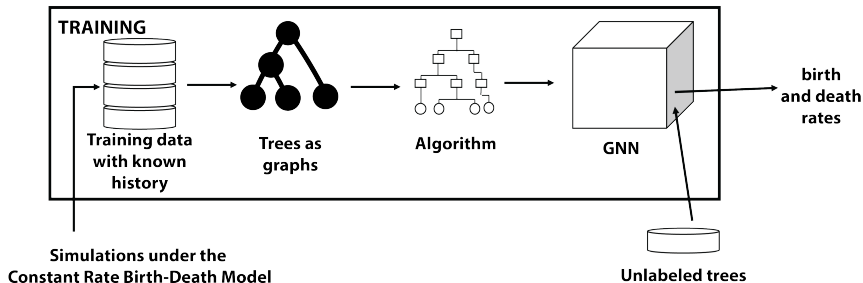 TRAINING
Training data
with known
history
Trees as
graphs
Algorithm
GNN
birth
and death
rates
Simulations under the
Constant Rate Birth-Death Model
Unlabeled trees